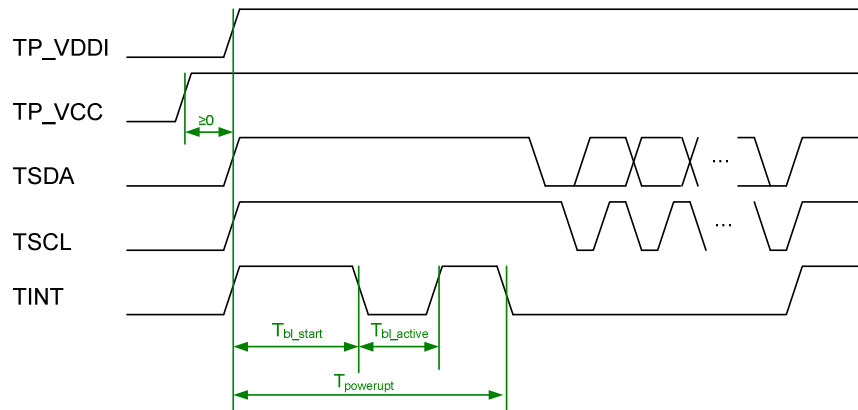 TP_VDDI
TP_VCC
≥0
TSDA
...
TSCL
...
TINT
Tbl_start
Tbl_active
Tpowerupt